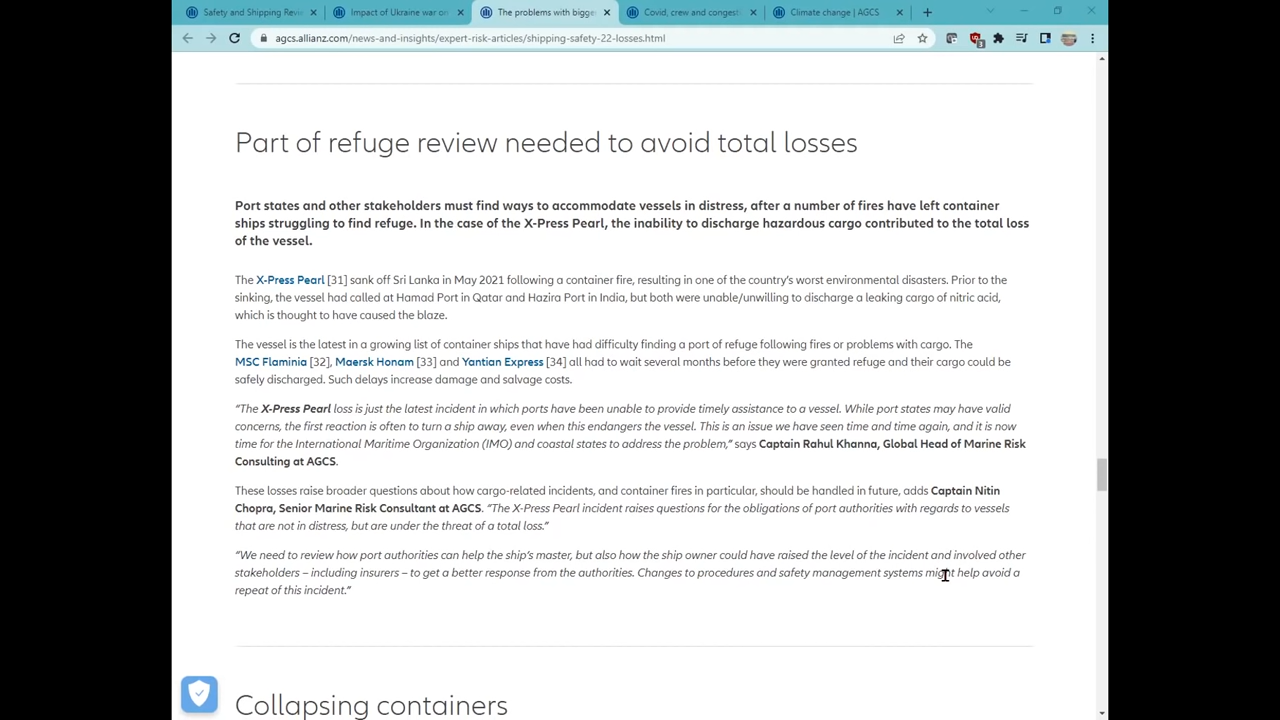 Safety and Shipping Revi
Impact of Ukraine war on
The problems with bigge
Covid, crew and congest
Climate change | AGCS
agcs.allianz.com/news-and-insights/expert-risk-articles/shipping-safety-22-losses.html
3
Part of refuge review needed to avoid total losses
Port states and other stakeholders must find ways to accommodate vessels in distress, after a number of fires have left container
ships struggling to find refuge. In the case of the X-Press Pearl, the inability to discharge hazardous cargo contributed to the total loss
of the vessel.
The X-Press Pearl [31] sank off Sri Lanka in May 2021 following a container fire, resulting in one of the country's worst environmental disasters. Prior to the
sinking, the vessel had called at Hamad Port in Qatar and Hazira Port in India, but both were unable/unwilling to discharge a leaking cargo of nitric acid,
which is thought to have caused the blaze.
The vessel is the latest in a growing list of container ships that have had difficulty finding a port of refuge following fires or problems with cargo. The
MSC Flaminia [32], Maersk Honam [33] and Yantian Express [34] all had to wait several months before they were granted refuge and their cargo could be
safely discharged. Such delays increase damage and salvage costs.
“The X-Press Pearl loss is just the latest incident in which ports have been unable to provide timely assistance to a vessel. While port states may have valid
concerns, the first reaction is often to turn a ship away, even when this endangers the vessel. This is an issue we have seen time and time again, and it is now
time for the International Maritime Organization (IMO) and coastal states to address the problem,” says Captain Rahul Khanna, Global Head of Marine Risk
Consulting at AGCS.
These losses raise broader questions about how cargo-related incidents, and container fires in particular, should be handled in future, adds Captain Nitin
Chopra, Senior Marine Risk Consultant at AGCS. “The X-Press Pearl incident raises questions for the obligations of port authorities with regards to vessels
that are not in distress, but are under the threat of a total loss.”
“We need to review how port authorities can help the ship's master, but also how the ship owner could have raised the level of the incident and involved other
stakeholders – including insurers – to get a better response from the authorities. Changes to procedures and safety management systems might help avoid a
repeat of this incident.”
Collapsing containers